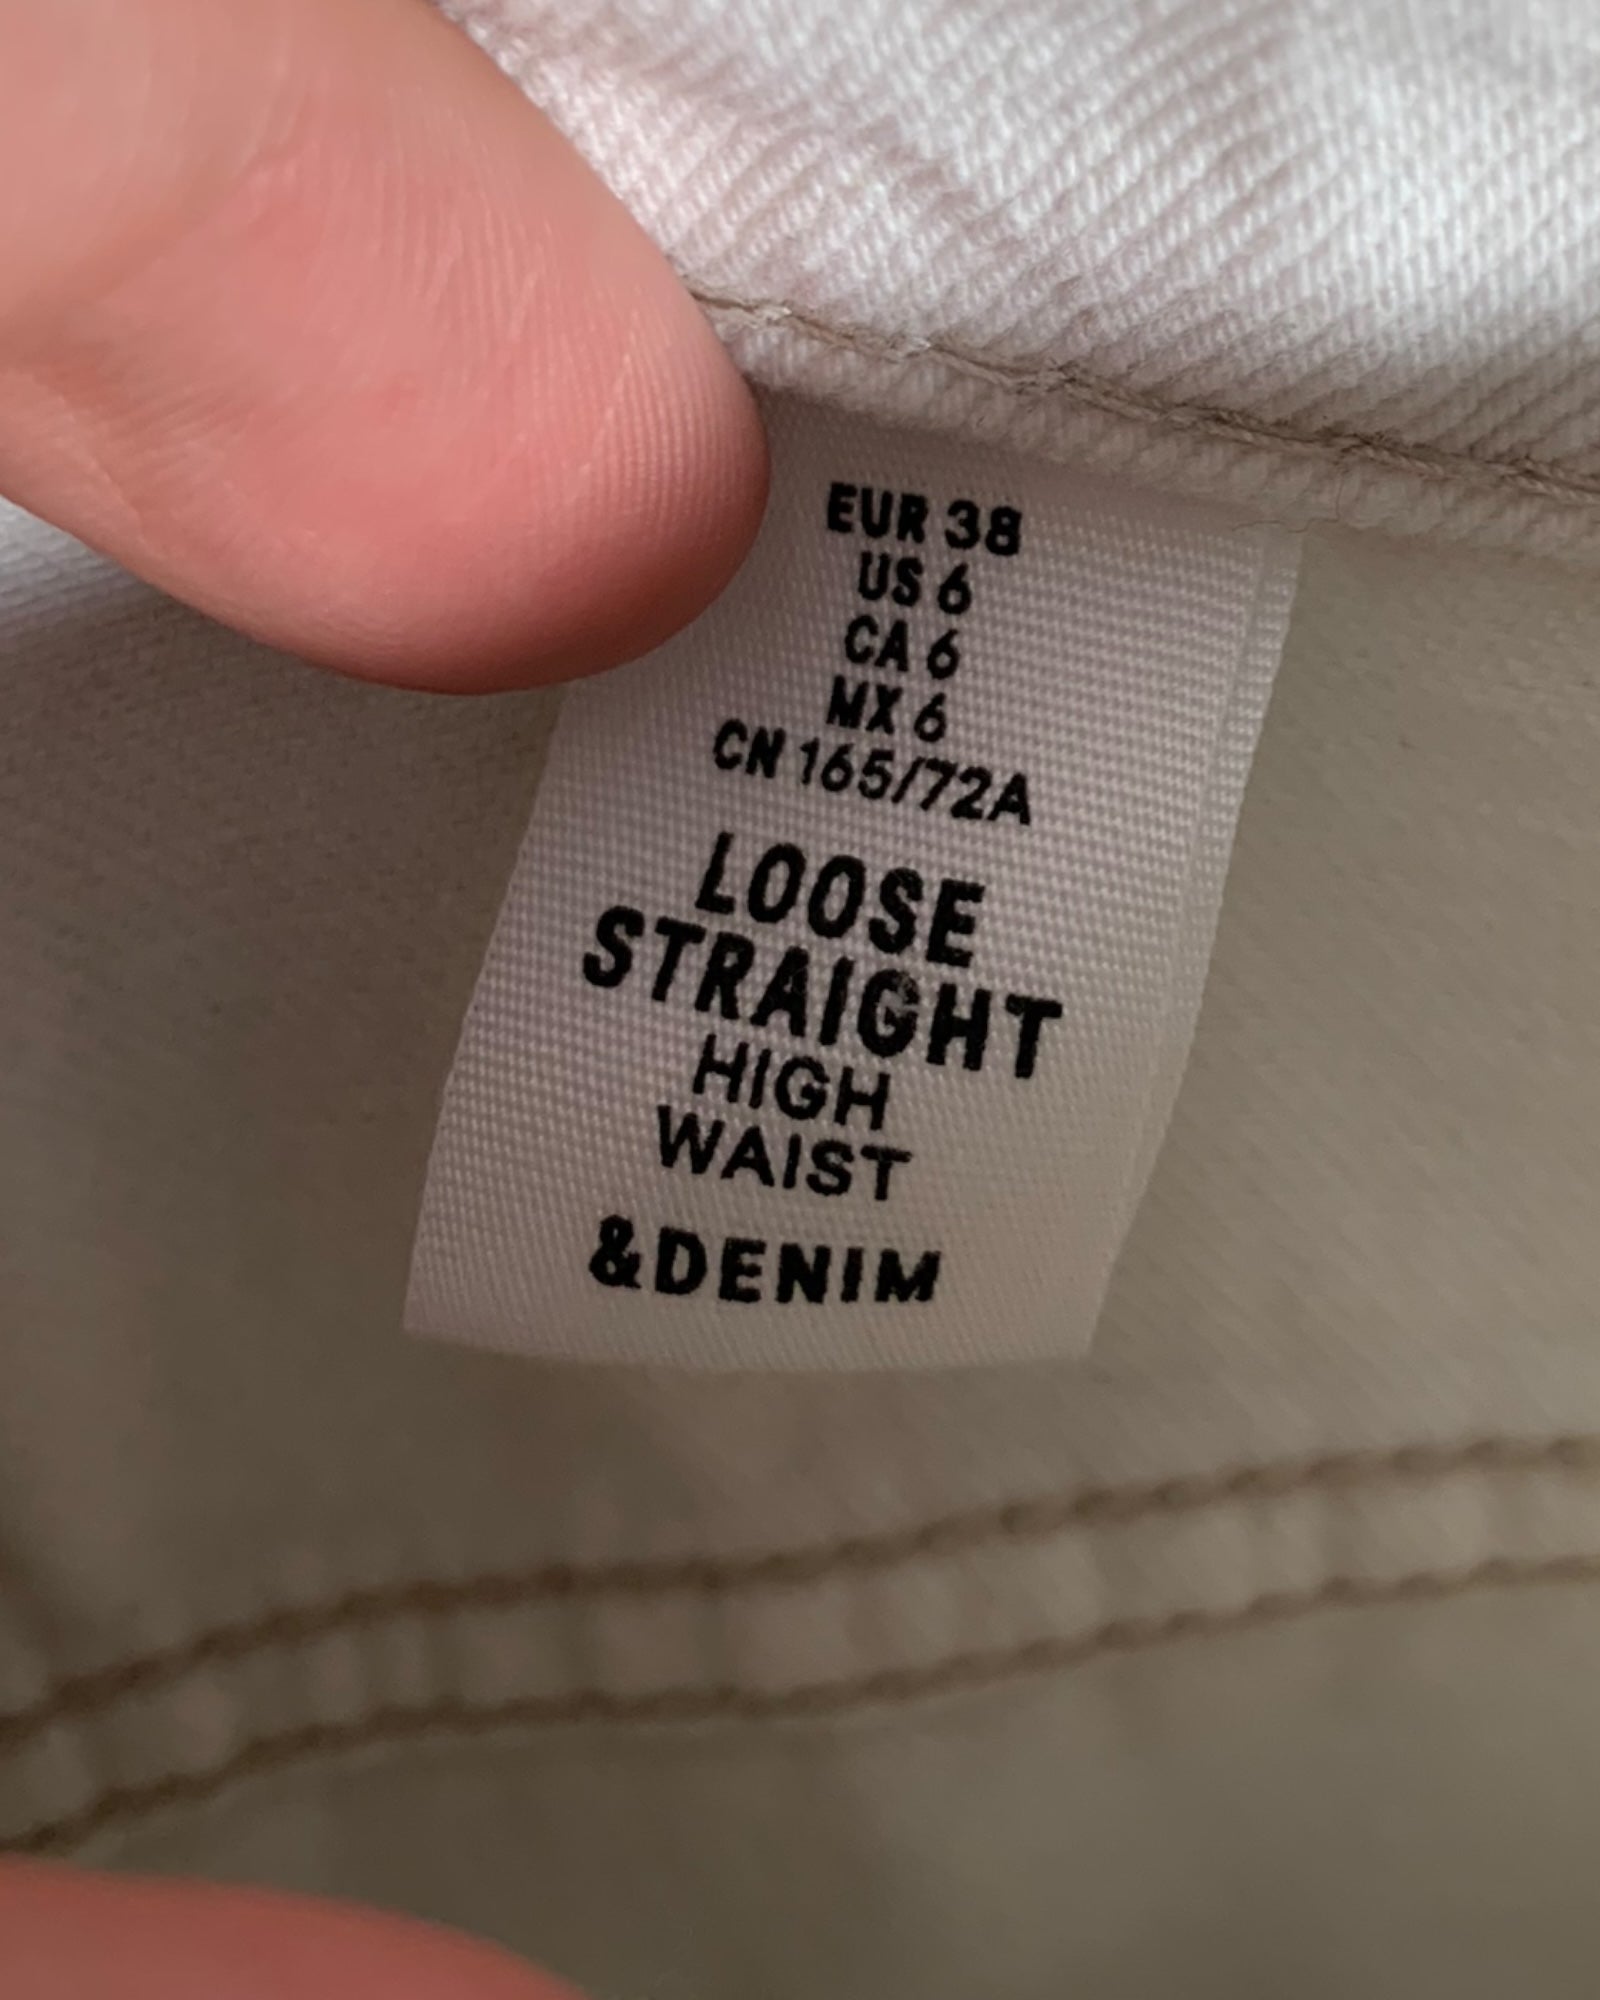 EUR 38
US 6
CA 6
MX 6
CN 165/72A
LOOSE
STRAIGHT
HIGH
WAIST
&DENIM